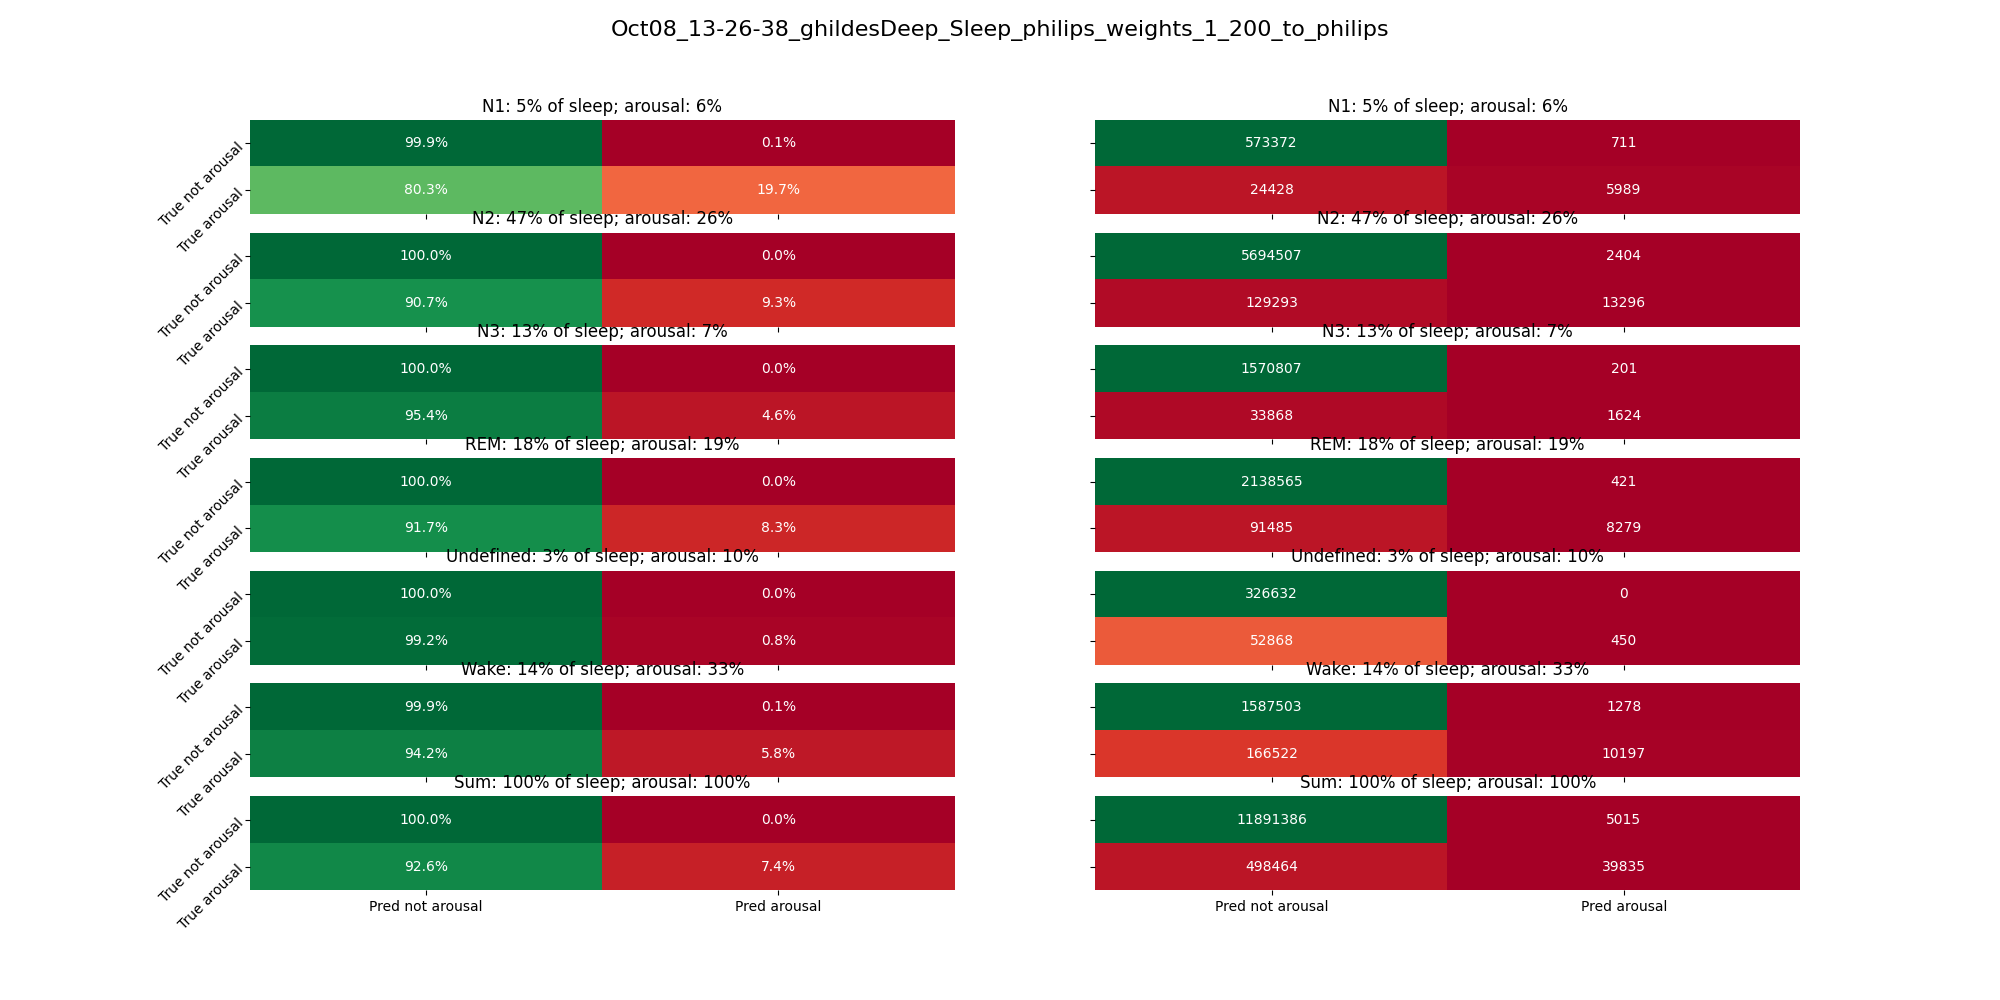 Oct08_13-26-38_ghildesDeep_Sleep_philips_weights_1_200_to_philips
N1: 5% of sleep; arousal: 6%
N1: 5% of sleep; arousal: 6%
True not arousal
99.9%
0.1%
573372
711
True arousal
80.3%
19.7%
24428
5989
N2: 47% of sleep; arousal: 26%
N2: 47% of sleep; arousal: 26%
True not arousal
100.0%
0.0%
5694507
2404
True arousal
90.7%
9.3%
129293
13296
N3: 13% of sleep; arousal: 7%
N3: 13% of sleep; arousal: 7%
True not arousal
100.0%
0.0%
1570807
201
True arousal
95.4%
4.6%
33868
1624
REM: 18% of sleep; arousal: 19%
REM: 18% of sleep; arousal: 19%
True not arousal
100.0%
0.0%
2138565
421
True arousal
91.7%
8.3%
91485
8279
Undefined: 3% of sleep; arousal: 10%
Undefined: 3% of sleep; arousal: 10%
True not arousal
100.0%
0.0%
326632
0
True arousal
99.2%
0.8%
52868
450
Wake: 14% of sleep; arousal: 33%
Wake: 14% of sleep; arousal: 33%
True not arousal
99.9%
0.1%
1587503
1278
True arousal
94.2%
5.8%
166522
10197
Sum: 100% of sleep; arousal: 100%
Sum: 100% of sleep; arousal: 100%
True not arousal
100.0%
0.0%
11891386
5015
True arousal
92.6%
7.4%
498464
39835
Pred not arousal
Pred arousal
Pred not arousal
Pred arousal